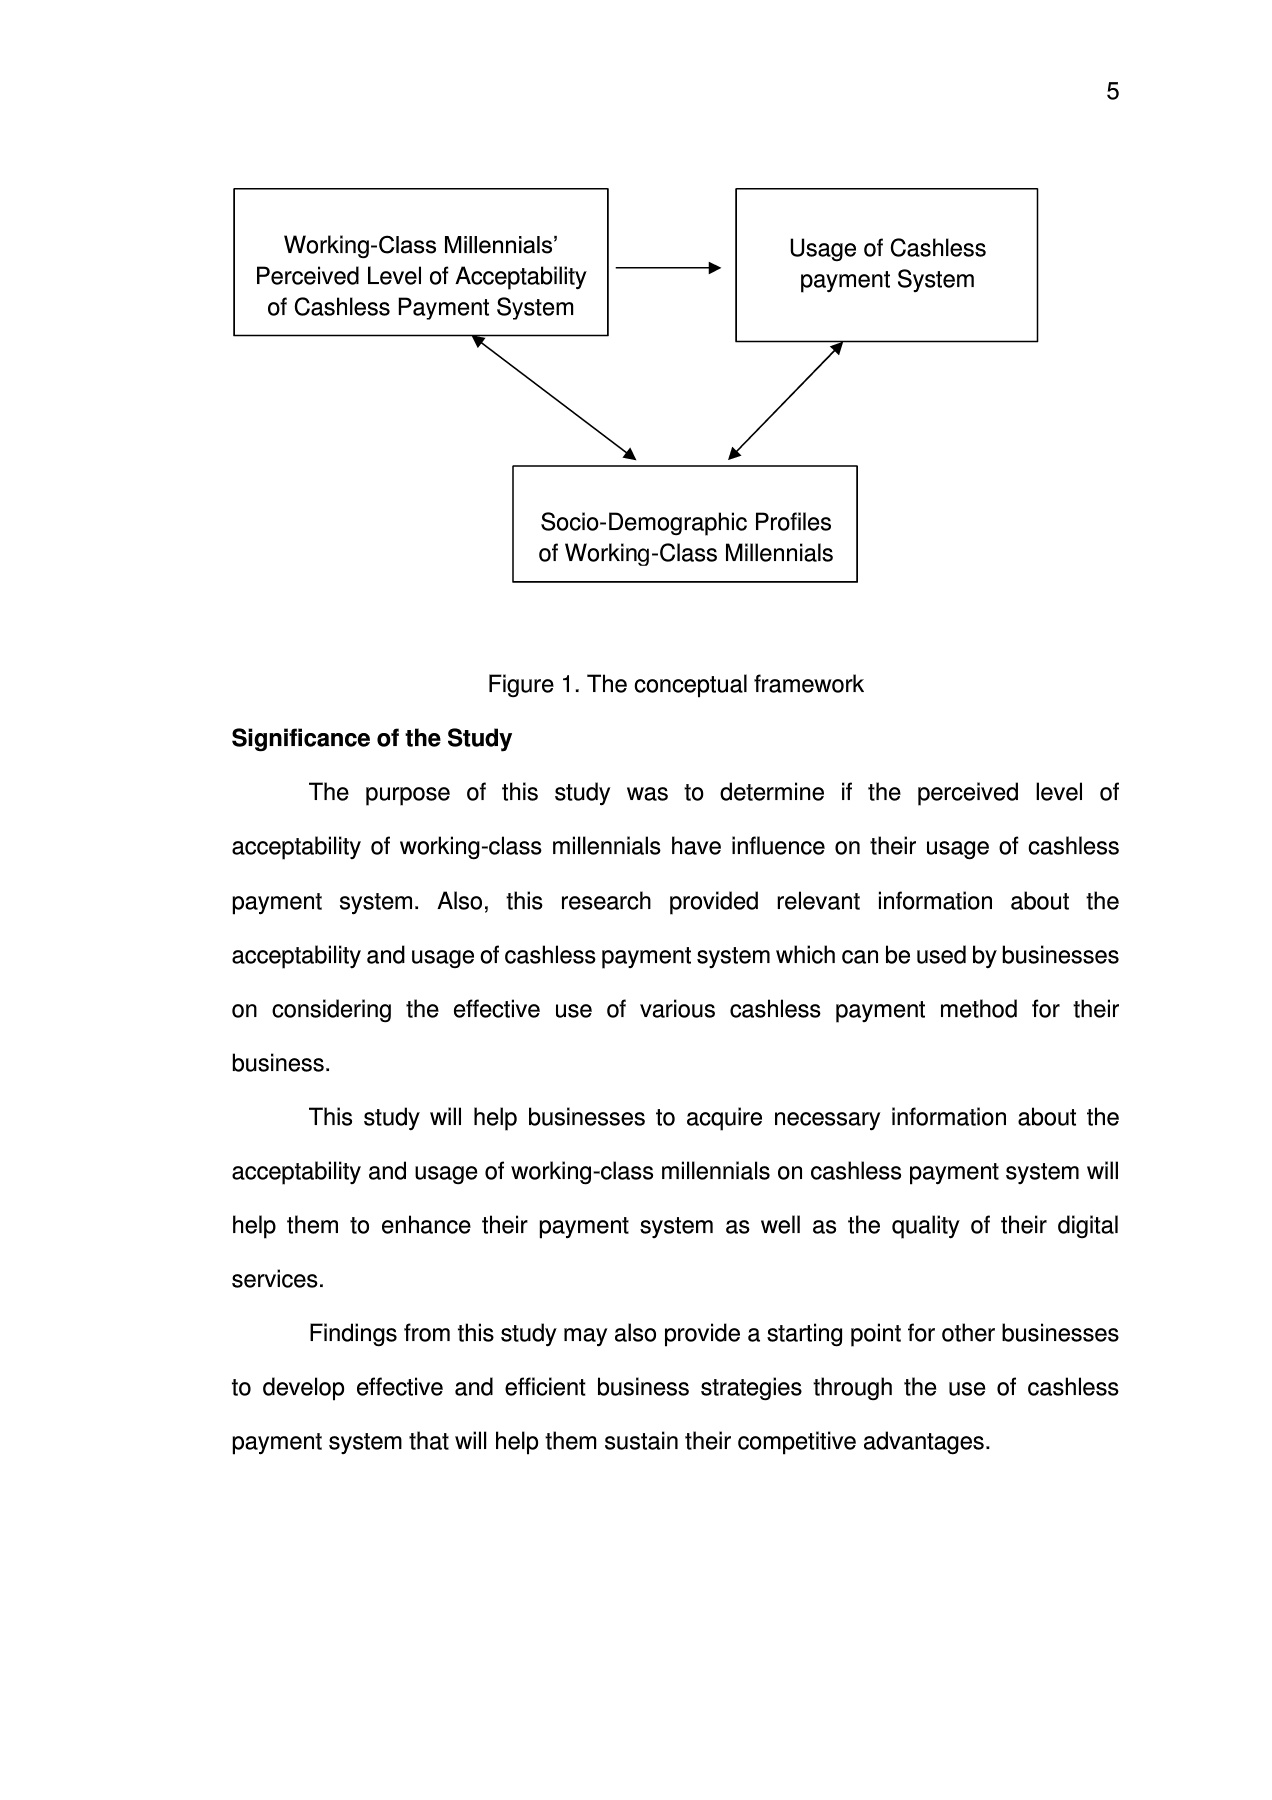 5
Working-Class Millennials’
Perceived Level of Acceptability
of Cashless Payment System
Usage of Cashless
payment System
Socio-Demographic Profiles
of Working-Class Millennials
Figure 1. The conceptual framework
Significance of the Study
The purpose of this study was to determine if the perceived level of
acceptability of working-class millennials have influence on their usage of cashless
payment system. Also, this research provided relevant information about the
acceptability and usage of cashless payment system which can be used by businesses
on considering the effective use of various cashless payment method for their
business.
This study will help businesses to acquire necessary information about the
acceptability and usage of working-class millennials on cashless payment system will
help them to enhance their payment system as well as the quality of their digital
services.
Findings from this study may also provide a starting point for other businesses
to develop effective and efficient business strategies through the use of cashless
payment system that will help them sustain their competitive advantages.